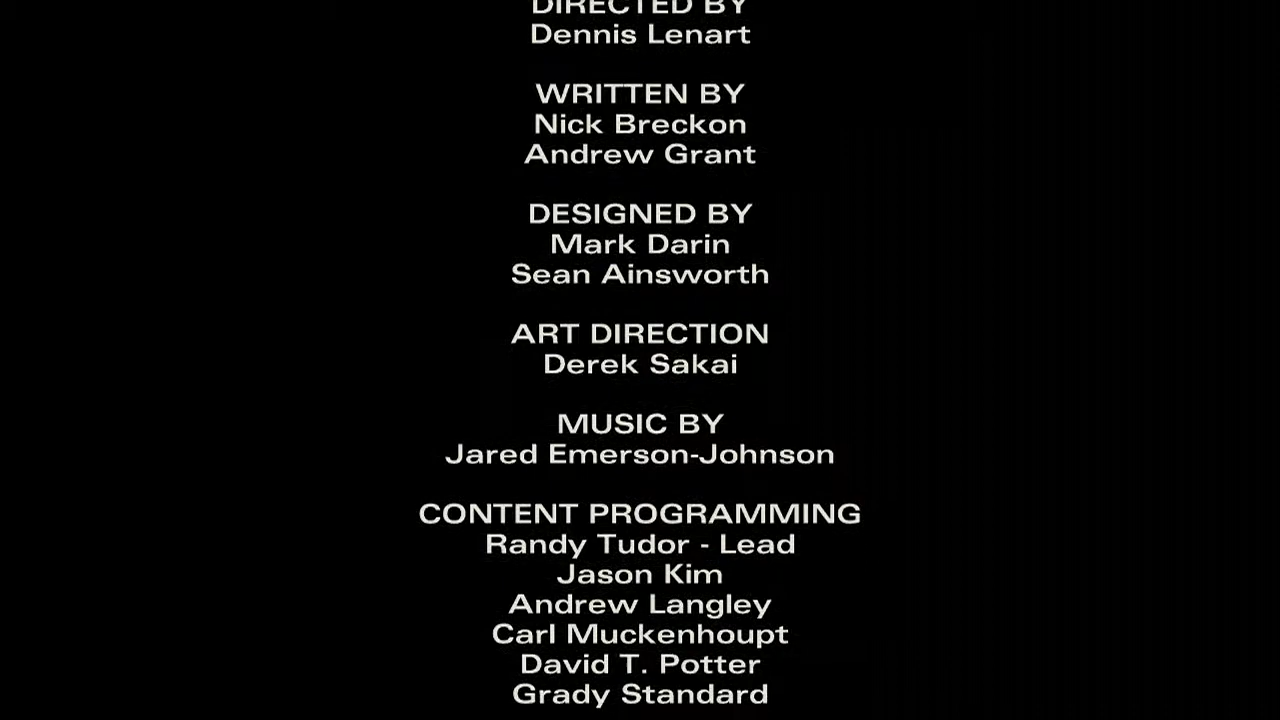 DIRECTED BY
Dennis Lenart
WRITTEN BY
Nick Breckon
Andrew Grant
DESIGNED BY
Mark Darin
Sean Ainsworth
ART DIRECTION
Derek Sakai
MUSIC BY
Jared Emerson-Johnson
CONTENT PROGRAMMING
Randy Tudor - Lead
Jason Kim
Andrew Langley
Carl Muckenhoupt
David T. Potter
Grady Standard